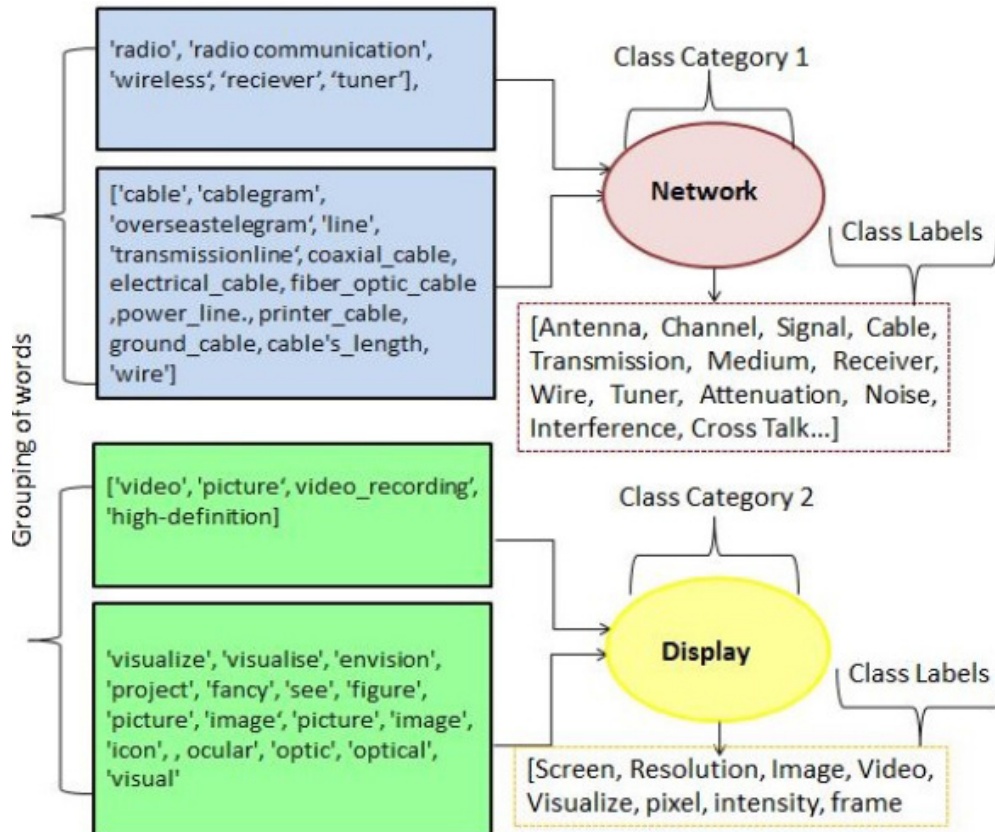 Grouping of words
'radio', 'radio communication',
'wireless‘, ‘reciever’, ‘tuner‘],
['cable', 'cablegram',
'overseastelegram‘, 'line',
'transmissionline‘, coaxial_cable,
electrical_cable, fiber_optic_cable
,power_line., printer_cable,
ground_cable, cable's_length,
'wire']
Class Category 1
Network
Class Labels
[Antenna, Channel, Signal, Cable,
Transmission, Medium, Receiver,
Wire, Tuner, Attenuation, Noise,
Interference, Cross Talk...]
['video', 'picture‘, video_recording’,
'high-definition]
'visualize', 'visualise', 'envision',
'project', 'fancy', 'see', 'figure',
'picture', 'image‘, 'picture', 'image',
'icon', , ocular', 'optic', 'optical',
'visual'
Class Category 2
Display
Class Labels
[Screen, Resolution, Image, Video,
Visualize, pixel, intensity, frame